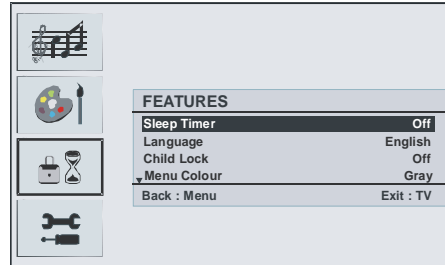 FEATURES
Sleep Timer Off
Language English
Child Lock Off
Menu Colour Gray
Back : Menu Exit : TV